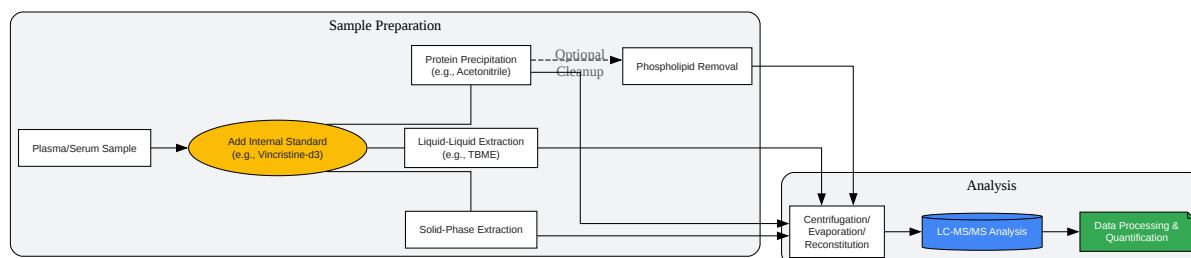 Sample Preparation
Protein Precipitation
(e.g., Acetonitrile)
Optional
Cleanup
Phospholipid Removal
Plasma/Serum Sample
Add Internal Standard
(e.g., Vincristine-d3)
Liquid-Liquid Extraction
(e.g., TBME)
Solid-Phase Extraction
Analysis
Centrifugation/
Evaporation/
Reconstitution
LC-MS/MS Analysis
Data Processing &
Quantification